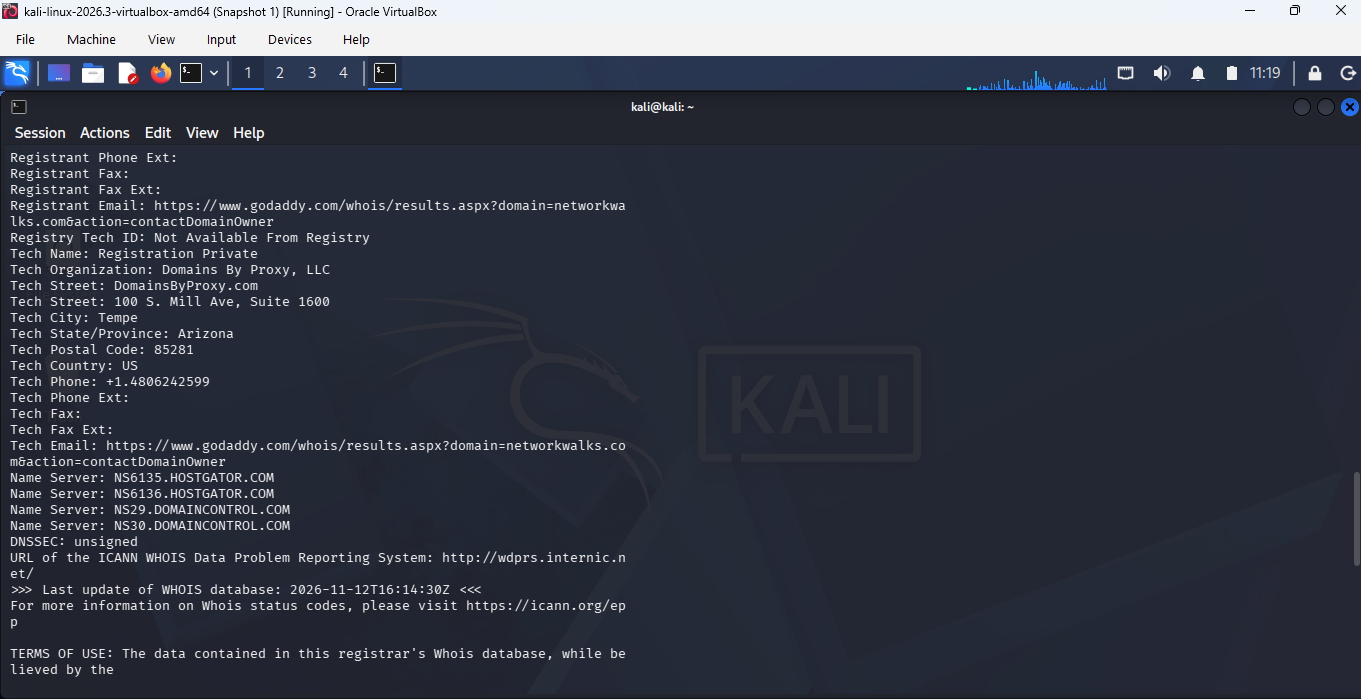 kali-linux-2026.3-virtualbox-amd64 (Snapshot 1) [Running] - Oracle VirtualBox
File Machine View Input Devices Help
1 2 3 4 11:19
kali@kali: ~
Session Actions Edit View Help
Registrant Phone Ext:
Registrant Fax:
Registrant Fax Ext:
Registrant Email: https://www.godaddy.com/whois/results.aspx?domain=networkwa
lks.com&action=contactDomainOwner
Registry Tech ID: Not Available From Registry
Tech Name: Registration Private
Tech Organization: Domains By Proxy, LLC
Tech Street: DomainsByProxy.com
Tech Street: 100 S. Mill Ave, Suite 1600
Tech City: Tempe
Tech State/Province: Arizona
Tech Postal Code: 85281
Tech Country: US
Tech Phone: +1.4806242599
Tech Phone Ext:
Tech Fax:
Tech Fax Ext:
Tech Email: https://www.godaddy.com/whois/results.aspx?domain=networkwalks.co
m&action=contactDomainOwner
Name Server: NS6135.HOSTGATOR.COM
Name Server: NS6136.HOSTGATOR.COM
Name Server: NS29.DOMAINCONTROL.COM
Name Server: NS30.DOMAINCONTROL.COM
DNSSEC: unsigned
URL of the ICANN WHOIS Data Problem Reporting System: http://wdprs.internic.n
et/
>>> Last update of WHOIS database: 2026-11-12T16:14:30Z <<<
For more information on Whois status codes, please visit https://icann.org/ep
p
TERMS OF USE: The data contained in this registrar's Whois database, while be
lieved by the
KALI